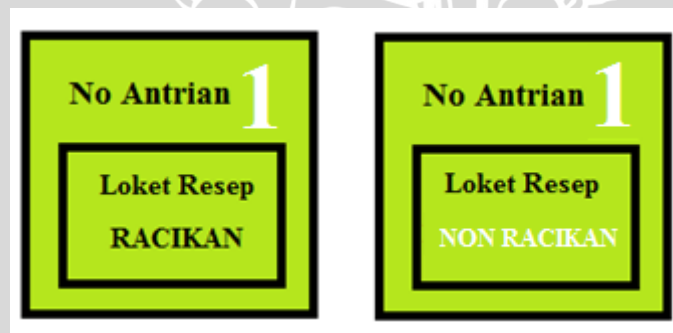 No Antrian 1
Loket Resep
RACIKAN
No Antrian 1
Loket Resep
NON RACIKAN